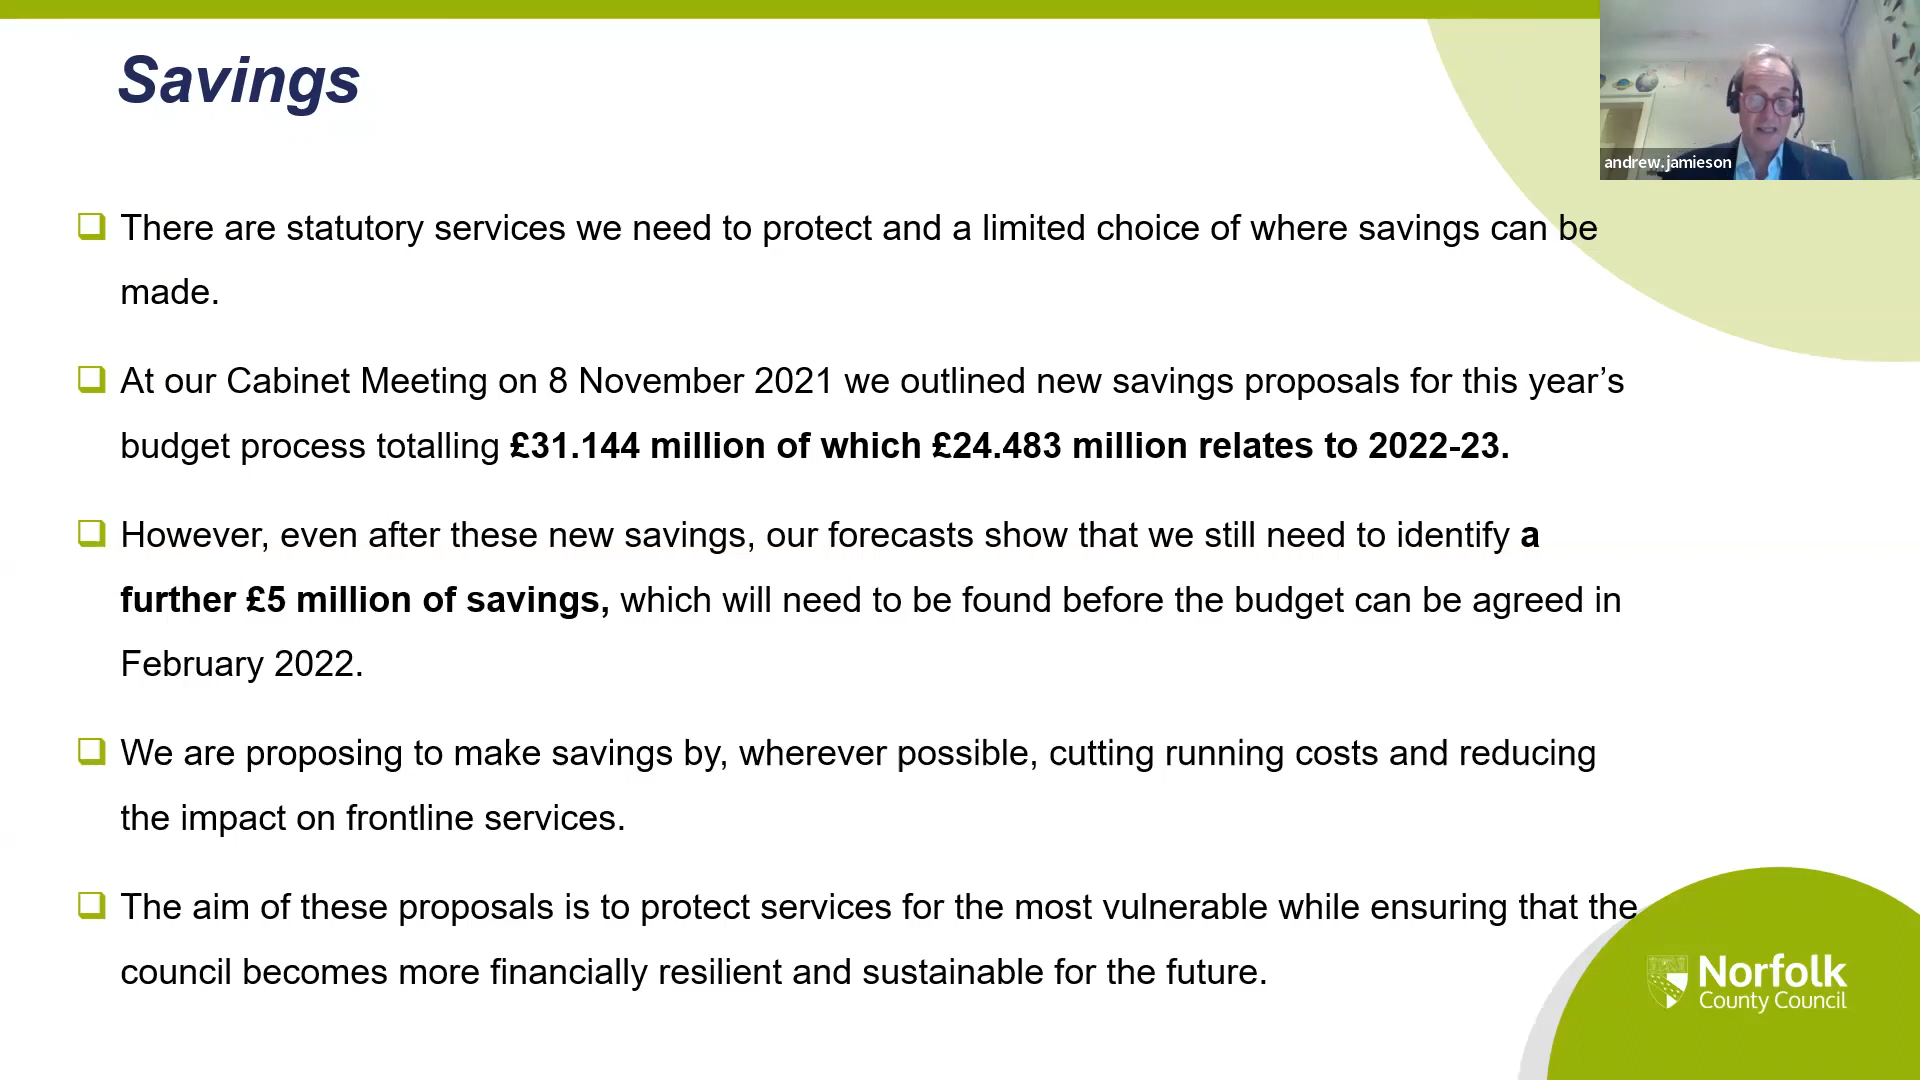 Savings
andrew.jamieson
There are statutory services we need to protect and a limited choice of where savings can be
made.
At our Cabinet Meeting on 8 November 2021 we outlined new savings proposals for this year’s
budget process totalling £31.144 million of which £24.483 million relates to 2022-23.
However, even after these new savings, our forecasts show that we still need to identify a
further £5 million of savings, which will need to be found before the budget can be agreed in
February 2022.
We are proposing to make savings by, wherever possible, cutting running costs and reducing
the impact on frontline services.
The aim of these proposals is to protect services for the most vulnerable while ensuring that the
council becomes more financially resilient and sustainable for the future.
Norfolk
County Council